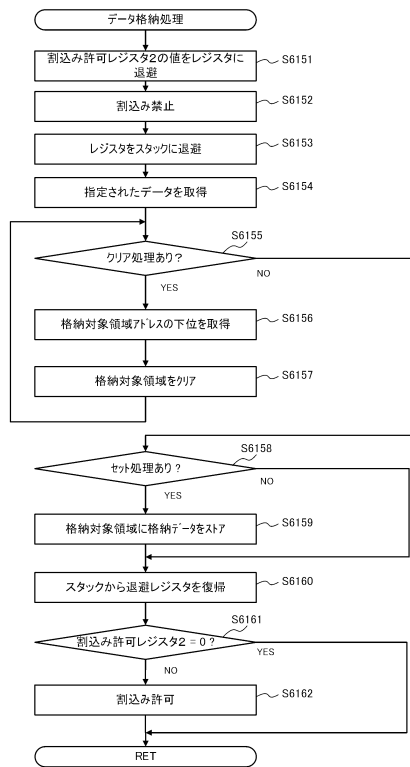 データ格納処理
割込み許可レジスタ2の値をレジスタに
退避
S6151
割込み禁止
S6152
レジスタをスタックに退避
S6153
指定されたデータを取得
S6154
S6155
クリア処理あり?
NO
YES
格納対象領域アドレスの下位を取得
S6156
格納対象領域をクリア
S6157
S6158
セット処理あり?
NO
YES
格納対象領域に格納データをストア
S6159
スタックから退避レジスタを復帰
S6160
S6161
割込み許可レジスタ2 = 0?
YES
NO
割込み許可
S6162
RET